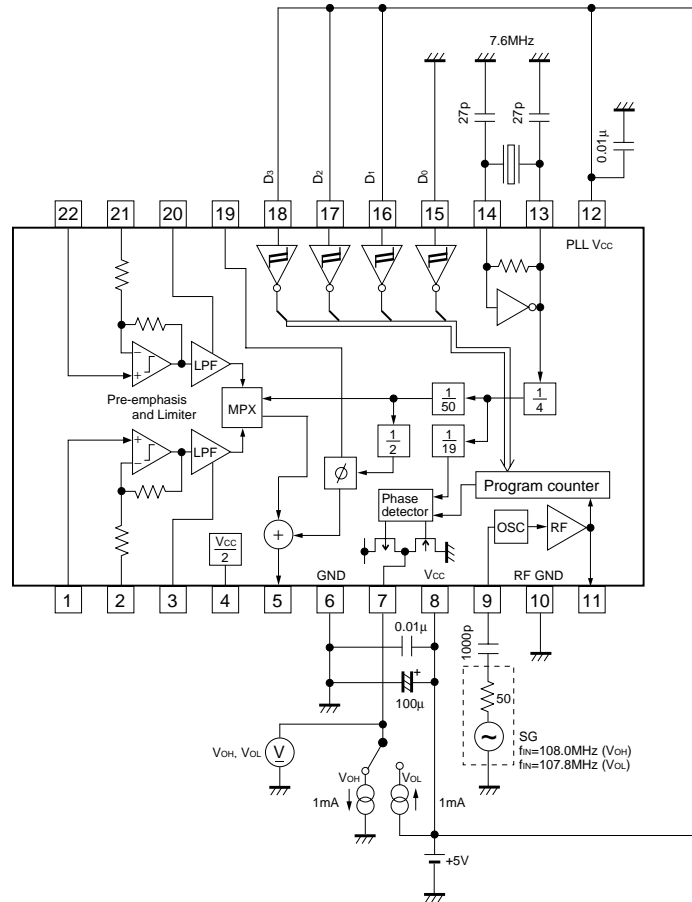 7.6MHz
27p
27p
0.01μ
D3
D2
D1
D0
22
21
20
19
18
17
16
15
14
13
12
PLL VCC
LPF
Pre-emphasis
and Limiter
MPX
1/50
1/4
1/2
1/19
LPF
ϕ
Phase
detector
Program counter
OSC
RF
+
VCC/2
GND
VCC
RF GND
1
2
3
4
5
6
7
8
9
10
11
0.01μ
+
100μ
1000p
50
SG
fIN=108.0MHz (VOH)
fIN=107.8MHz (VOL)
VOH, VOL
V
VOH
VOL
1mA
1mA
+5V